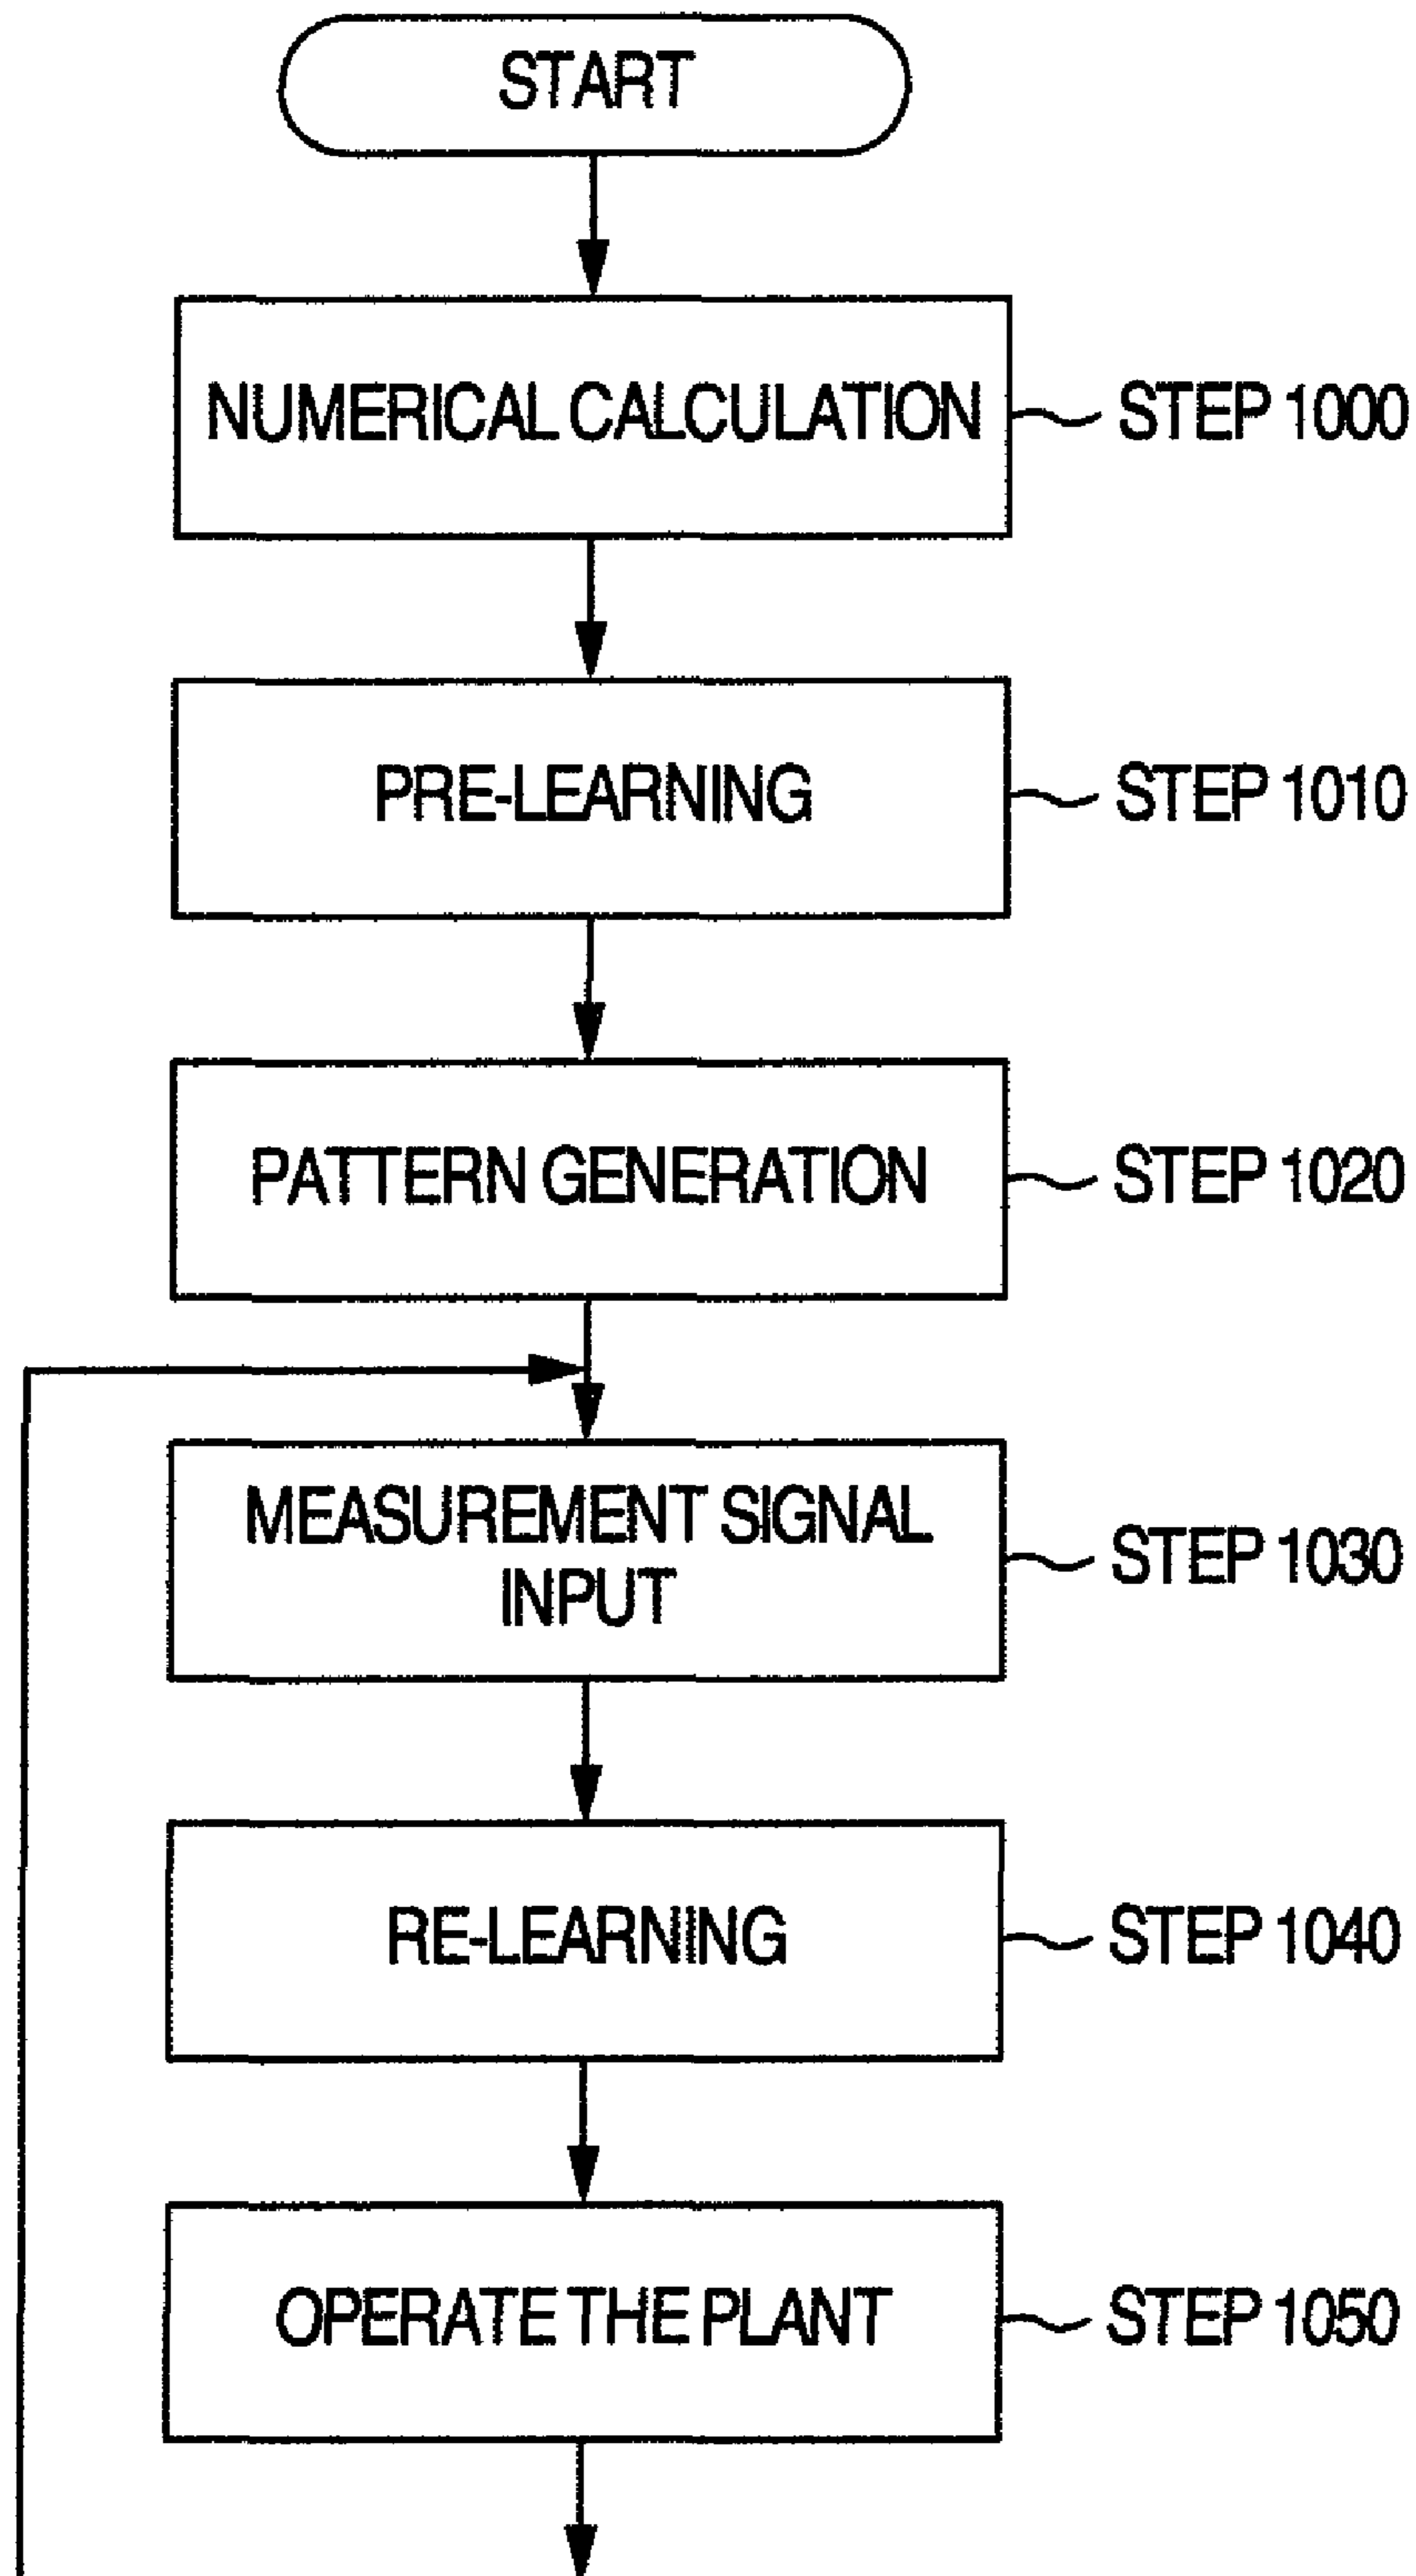 START
NUMERICAL CALCULATION
STEP 1000
PRE-LEARNING
STEP 1010
PATTERN GENERATION
STEP 1020
MEASUREMENT SIGNAL
INPUT
STEP 1030
RE-LEARNING
STEP 1040
OPERATE THE PLANT
STEP 1050